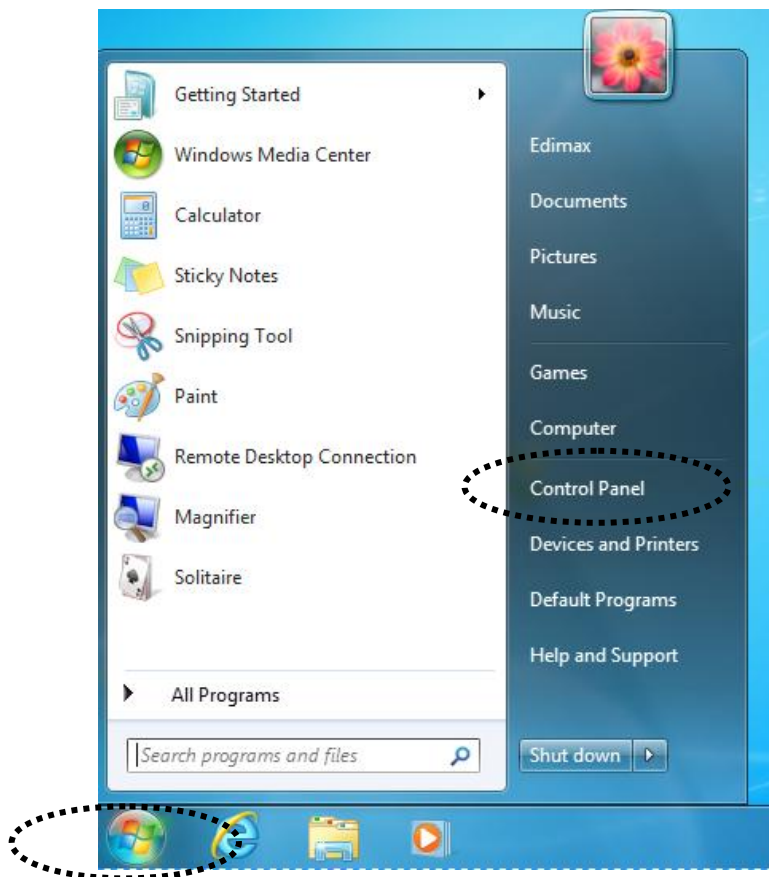 Getting Started
Windows Media Center
Calculator
Sticky Notes
Snipping Tool
Paint
Remote Desktop Connection
Magnifier
Solitaire
All Programs
Search programs and files
Edimax
Documents
Pictures
Music
Games
Computer
Control Panel
Devices and Printers
Default Programs
Help and Support
Shut down